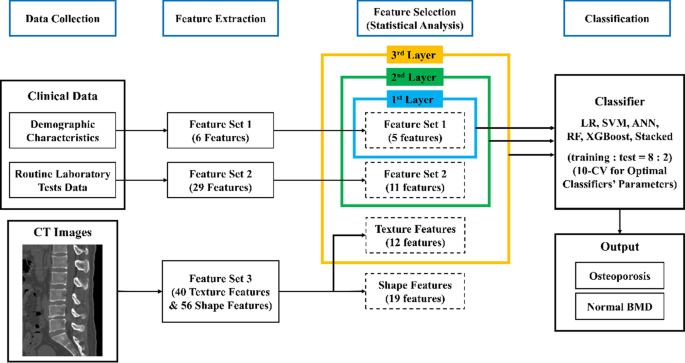 Data Collection
Feature Extraction
Feature Selection
(Statistical Analysis)
Classification
3rd Layer
2nd Layer
1st Layer
Clinical Data
Demographic
Characteristics
Feature Set 1
(6 Features)
Feature Set 1
(5 features)
Routine Laboratory
Tests Data
Feature Set 2
(29 Features)
Feature Set 2
(11 features)
CT Images
Feature Set 3
(40 Texture Features
& 56 Shape Features)
Texture Features
(12 features)
Shape Features
(19 features)
Classifier
LR, SVM, ANN,
RF, XGBoost, Stacked
(training : test = 8 : 2)
(10-CV for Optimal
Classifiers' Parameters)
Output
Osteoporosis
Normal BMD